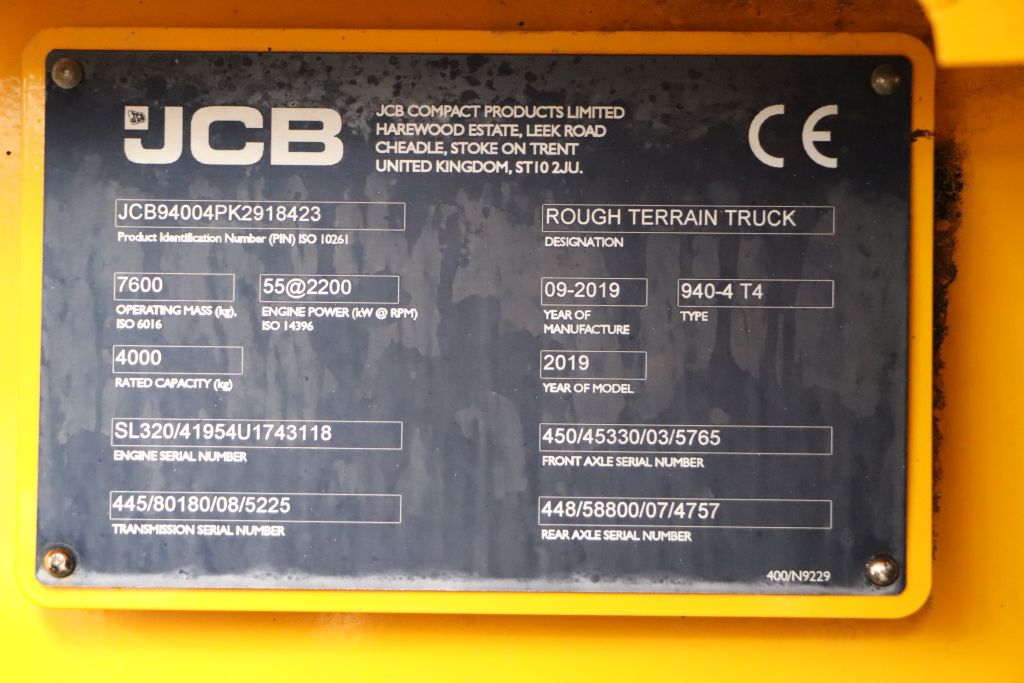 JCB
JCB COMPACT PRODUCTS LIMITED
HAREWOOD ESTATE, LEEK ROAD
CHEADLE, STOKE ON TRENT
UNITED KINGDOM, ST10 2JU.
CE
JCB94004PK2918423
Product Identification Number (PIN) ISO 10261
ROUGH TERRAIN TRUCK
DESIGNATION
7600
OPERATING MASS (kg),
ISO 6016
55@2200
ENGINE POWER (kW @ RPM)
ISO 14396
09-2019
YEAR OF
MANUFACTURE
940-4 T4
TYPE
4000
RATED CAPACITY (kg)
2019
YEAR OF MODEL
SL320/41954U1743118
ENGINE SERIAL NUMBER
450/45330/03/5765
FRONT AXLE SERIAL NUMBER
445/80180/08/5225
TRANSMISSION SERIAL NUMBER
448/58800/07/4757
REAR AXLE SERIAL NUMBER
400/N9229